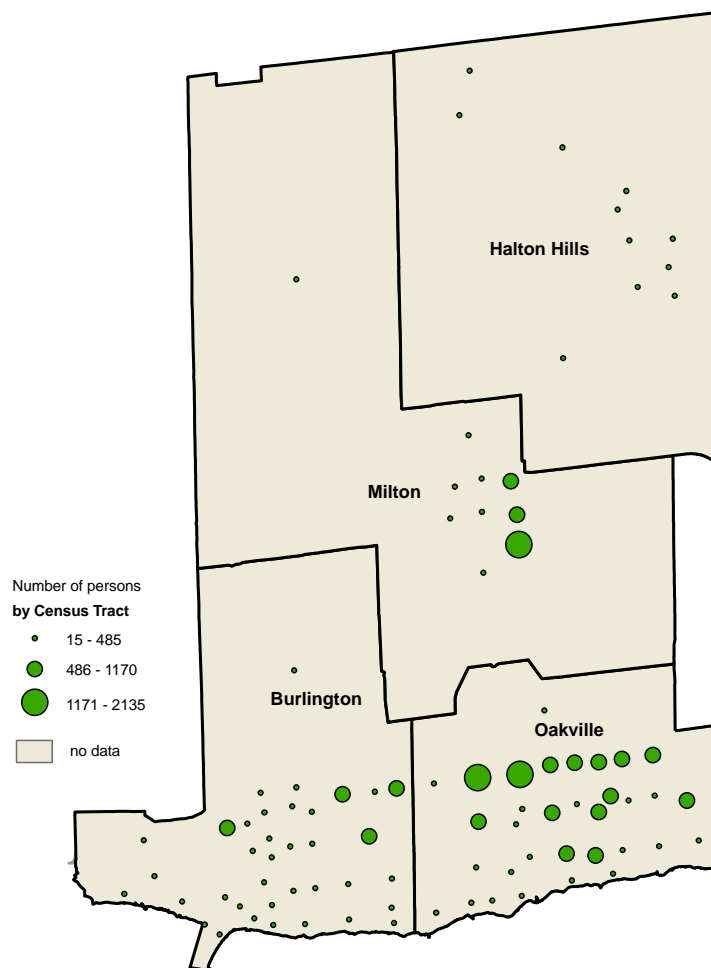 Halton Hills
Milton
Number of persons
by Census Tract
15 - 485
486 - 1170
1171 - 2135
no data
Burlington
Oakville